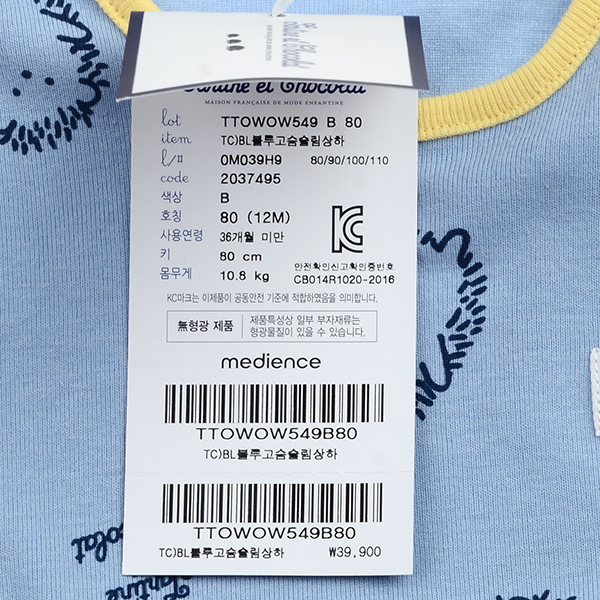 Tartine et Chocolat
MAISON FRANÇAISE DE MODE ENFANTINE
lot TTOWOW549 B 80
item TC)BL블루고슴슬림상하
l/# 0M039H9 80/90/100/110
code 2037495
색상 B
호칭 80 (12M)
사용연령 36개월 미만
키 80 cm
몸무게 10.8 kg
안전확인신고확인증번호
CB014R1020-2016
KC마크는 이제품이 공통안전 기준에 적합하였음을 의미합니다.
無형광 제품
제품특성상 일부 부자재류는
형광물질이 있을 수 있습니다.
medience
TTOWOW549B80
TC)BL블루고슴슬림상하
TTOWOW549B80
TC)BL블루고슴슬림상하 ₩39,900